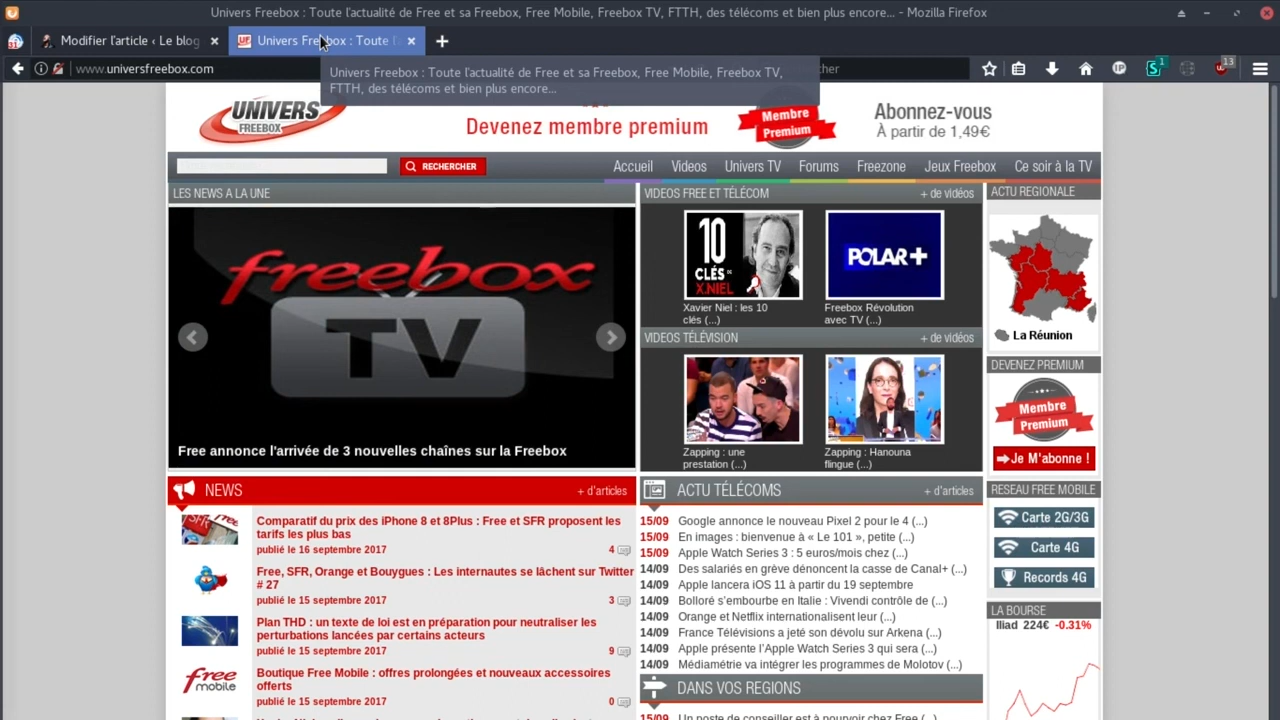 Univers Freebox : Toute l'actualité de Free et sa Freebox, Free Mobile, Freebox TV, FTTH, des télécoms et bien plus encore... - Mozilla Firefox
31
Modifier l'article ‹ Le blog
UF
Univers Freebox : Toute l'a
www.universfreebox.com
cher
1
13
Univers Freebox : Toute l'actualité de Free et sa Freebox, Free Mobile, Freebox TV,
FTTH, des télécoms et bien plus encore...
UNIVERS
FREEBOX
Devenez membre premium
Membre
Premium
Abonnez-vous
À partir de 1,49€
RECHERCHER
Accueil
Videos
Univers TV
Forums
Freezone
Jeux Freebox
Ce soir à la TV
LES NEWS A LA UNE
freebox
TV
Free annonce l'arrivée de 3 nouvelles chaînes sur la Freebox
VIDEOS FREE ET TÉLÉCOM
+ de vidéos
10
CLÉS DE
X.NIEL
POLAR+
Xavier Niel : les 10
clés (...)
Freebox Révolution
avec TV (...)
VIDEOS TÉLÉVISION
+ de vidéos
Zapping : une
prestation (...)
Zapping : Hanouna
flingue (...)
ACTU REGIONALE
La Réunion
DEVENEZ PREMIUM
Membre
Premium
Je M'abonne !
RESEAU FREE MOBILE
Carte 2G/3G
Carte 4G
Records 4G
LA BOURSE
Iliad 224€ -0.31%
NEWS
+ d'articles
Comparatif du prix des iPhone 8 et 8Plus : Free et SFR proposent les
tarifs les plus bas
publié le 16 septembre 2017
4
Free, SFR, Orange et Bouygues : Les internautes se lâchent sur Twitter
# 27
publié le 15 septembre 2017
3
Plan THD : un texte de loi est en préparation pour neutraliser les
perturbations lancées par certains acteurs
publié le 15 septembre 2017
9
free
mobile
Boutique Free Mobile : offres prolongées et nouveaux accessoires
offerts
publié le 15 septembre 2017
0
ACTU TÉLÉCOMS
+ d'articles
15/09 Google annonce le nouveau Pixel 2 pour le 4 (...)
15/09 En images : bienvenue à « Le 101 », petite (...)
15/09 Apple Watch Series 3 : 5 euros/mois chez (...)
14/09 Des salariés en grève dénoncent la casse de Canal+ (...)
14/09 Apple lancera iOS 11 à partir du 19 septembre
14/09 Bolloré s'embourbe en Italie : Vivendi contrôle de (...)
14/09 Orange et Netflix internationalisent leur (...)
14/09 France Télévisions a jeté son dévolu sur Arkena (...)
14/09 Apple présente l'Apple Watch Series 3 qui sera (...)
14/09 Médiamétrie va intégrer les programmes de Molotov (...)
DANS VOS REGIONS
15/09 Un poste de conseiller est à pourvoir chez Free (...)